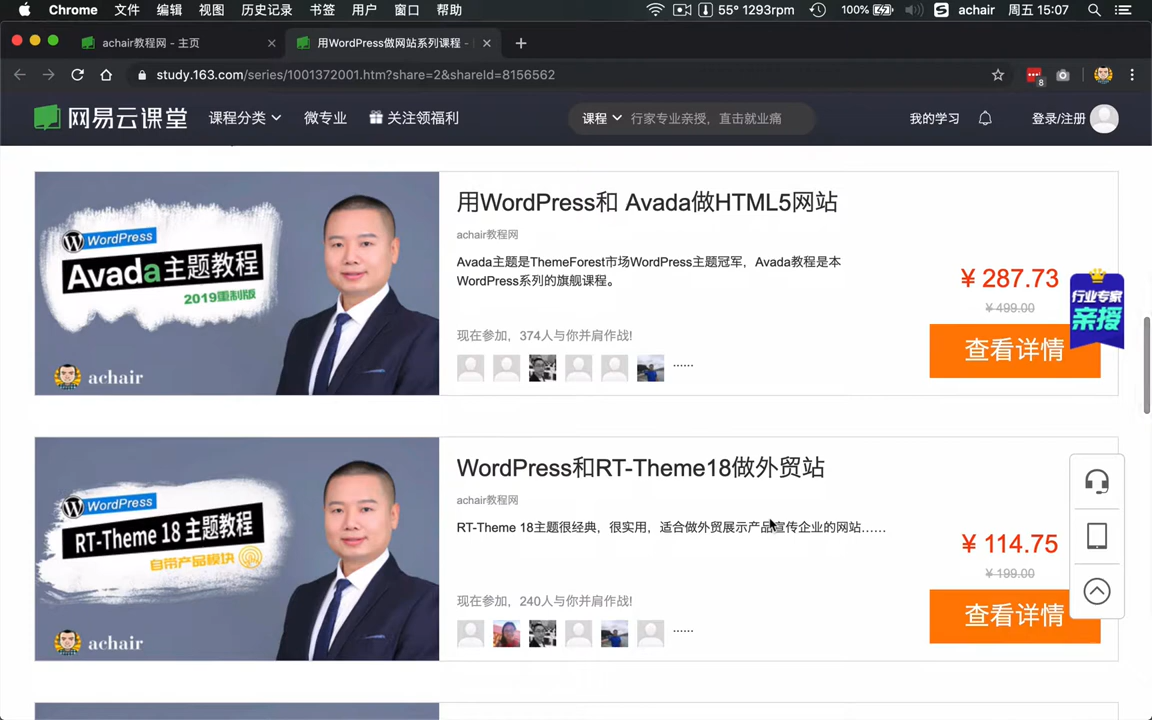 Chrome 文件 编辑 视图 历史记录 书签 用户 窗口 帮助 55° 1293rpm 100% achair 周五 15:07
achair教程网 - 主页 用WordPress做网站系列课程 -
study.163.com/series/1001372001.htm?share=2&shareId=8156562 8
网易云课堂 课程分类 微专业 关注领福利 课程 行家专业亲授，直击就业痛 我的学习 登录/注册
WordPress
Avada主题教程
2019重制版
achair
用WordPress和 Avada做HTML5网站
achair教程网
Avada主题是ThemeForest市场WordPress主题冠军，Avada教程是本
WordPress系列的旗舰课程。
现在参加，374人与你并肩作战!
......
¥ 287.73
¥ 499.00
查看详情
行业专家
亲授
WordPress
RT-Theme 18 主题教程
自带产品模块
achair
WordPress和RT-Theme18做外贸站
achair教程网
RT-Theme 18主题很经典，很实用，适合做外贸展示产品宣传企业的网站……
现在参加，240人与你并肩作战!
......
¥ 114.75
¥ 199.00
查看详情